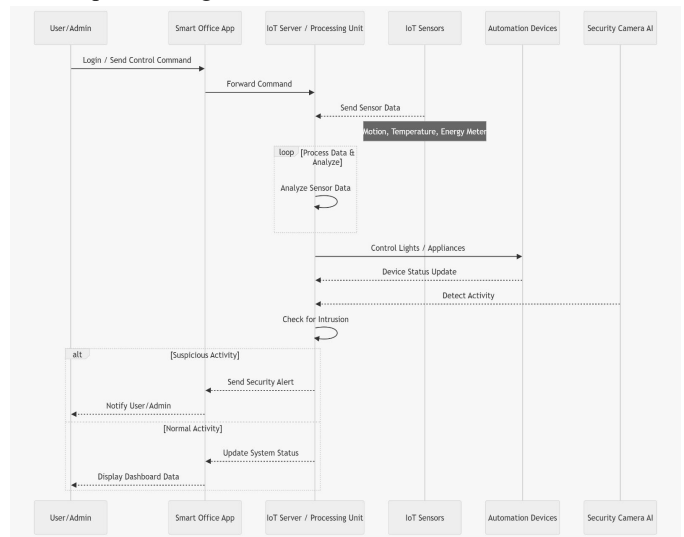 User/Admin
Smart Office App
IoT Server / Processing Unit
IoT Sensors
Automation Devices
Security Camera AI
Login / Send Control Command
Forward Command
Send Sensor Data
Motion, Temperature, Energy Meter
loop
[Process Data &
Analyze]
Analyze Sensor Data
Control Lights / Appliances
Device Status Update
Detect Activity
Check for Intrusion
alt
[Suspicious Activity]
Send Security Alert
Notify User/Admin
[Normal Activity]
Update System Status
Display Dashboard Data
User/Admin
Smart Office App
IoT Server / Processing Unit
IoT Sensors
Automation Devices
Security Camera AI